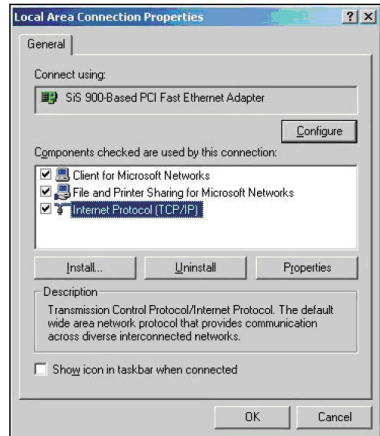 Local Area Connection Properties
General
Connect using:
SiS 900-Based PCI Fast Ethernet Adapter
Configure
Components checked are used by this connection:
Client for Microsoft Networks
File and Printer Sharing for Microsoft Networks
Internet Protocol (TCP/IP)
Install... Uninstall Properties
Description
Transmission Control Protocol/Internet Protocol. The default
wide area network protocol that provides communication
across diverse interconnected networks.
Show icon in taskbar when connected
OK Cancel